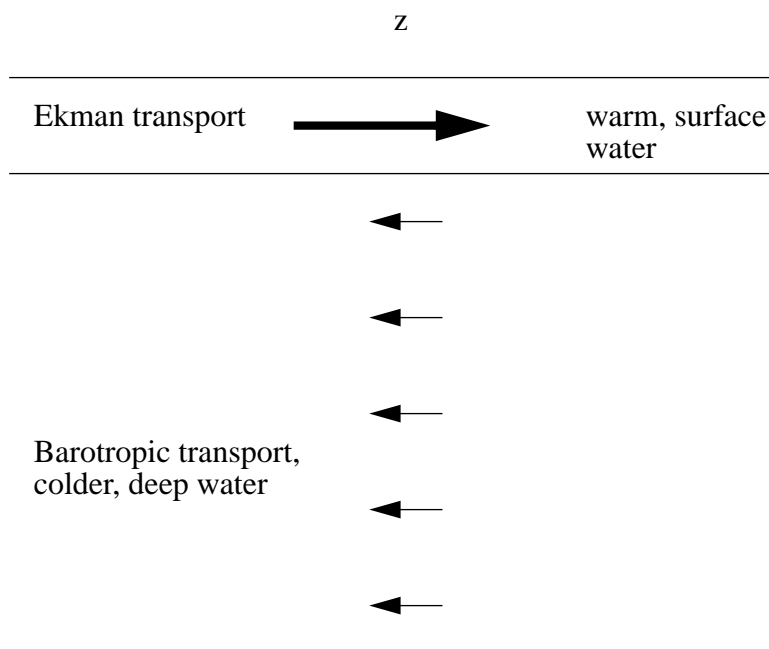 z
Ekman transport
warm, surface
water
Barotropic transport,
colder, deep water